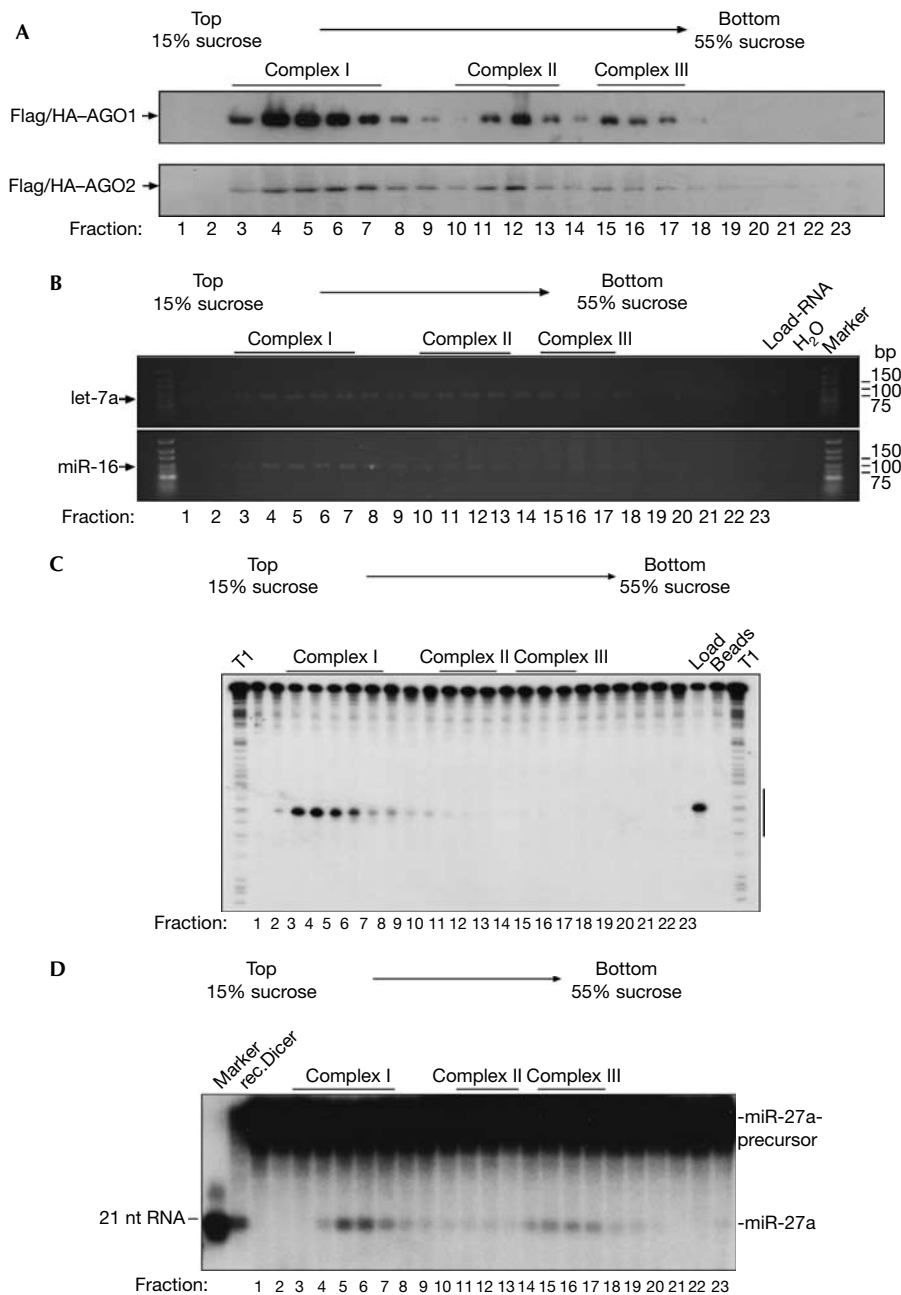 A
Top
15% sucrose
Bottom
55% sucrose
Complex I
Complex II
Complex III
Flag/HA–AGO1
Flag/HA–AGO2
Fraction: 1 2 3 4 5 6 7 8 9 10 11 12 13 14 15 16 17 18 19 20 21 22 23
B
Top
15% sucrose
Bottom
55% sucrose
Complex I
Complex II
Complex III
Load-RNA
H2O
Marker
bp
let-7a
150
100
75
miR-16
150
100
75
Fraction: 1 2 3 4 5 6 7 8 9 10 11 12 13 14 15 16 17 18 19 20 21 22 23
C
Top
15% sucrose
Bottom
55% sucrose
T1
Complex I
Complex II
Complex III
Load
Beads
T1
Fraction: 1 2 3 4 5 6 7 8 9 10 11 12 13 14 15 16 17 18 19 20 21 22 23
D
Top
15% sucrose
Bottom
55% sucrose
Marker
rec.Dicer
Complex I
Complex II
Complex III
-miR-27a-
precursor
21 nt RNA
-miR-27a
Fraction: 1 2 3 4 5 6 7 8 9 10 11 12 13 14 15 16 17 18 19 20 21 22 23